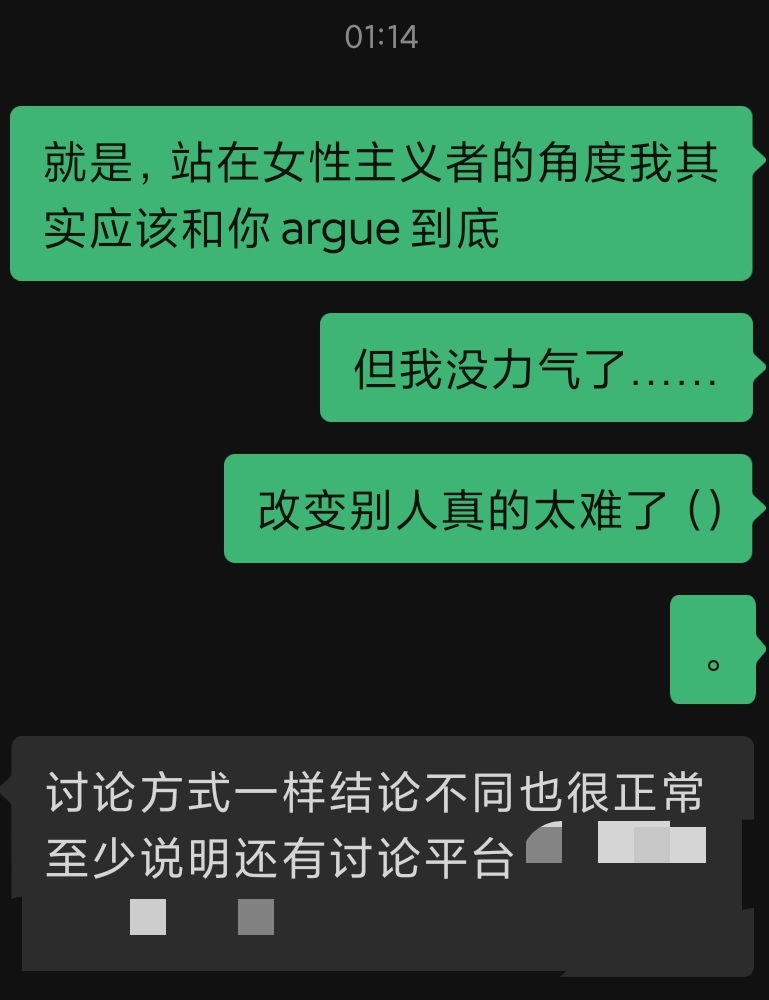 01:14
就是，站在女性主义者的角度我其
实应该和你 argue 到底
但我没力气了……
改变别人真的太难了（）
。
讨论方式一样结论不同也很正常
至少说明还有讨论平台